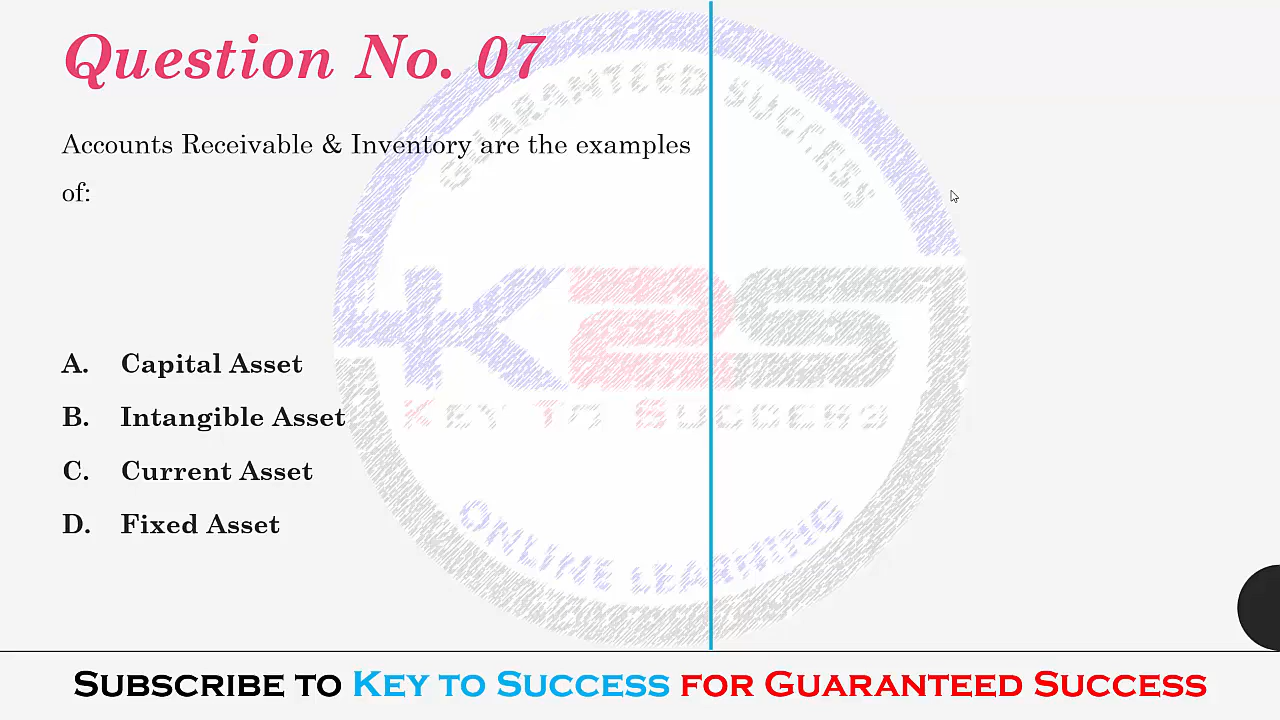 Question No. 07
Accounts Receivable & Inventory are the examples
of:
A. Capital Asset
B. Intangible Asset
C. Current Asset
D. Fixed Asset
GUARANTEED SUCCESS
K2S
KEY TO SUCCESS
ONLINE LEARNING
SUBSCRIBE TO KEY TO SUCCESS FOR GUARANTEED SUCCESS